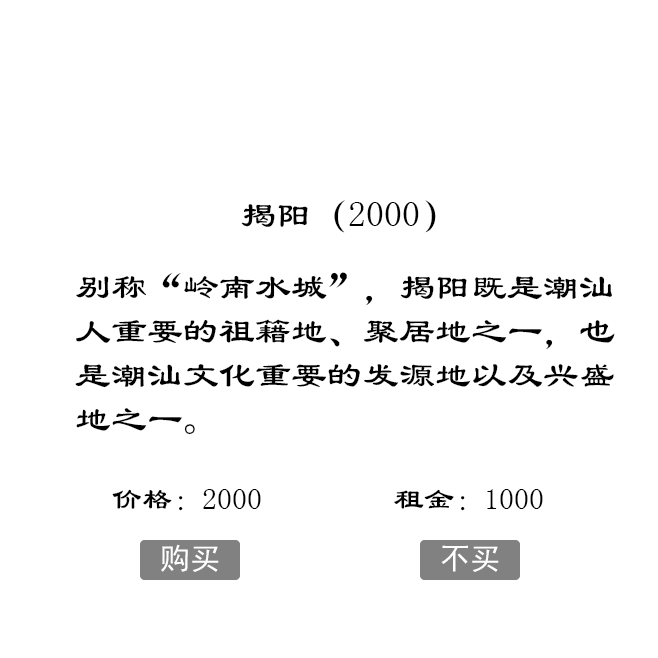 揭阳（2000）
别称“岭南水城”，揭阳既是潮汕
人重要的祖籍地、聚居地之一，也
是潮汕文化重要的发源地以及兴盛
地之一。
价格：2000 租金：1000
购买 不买